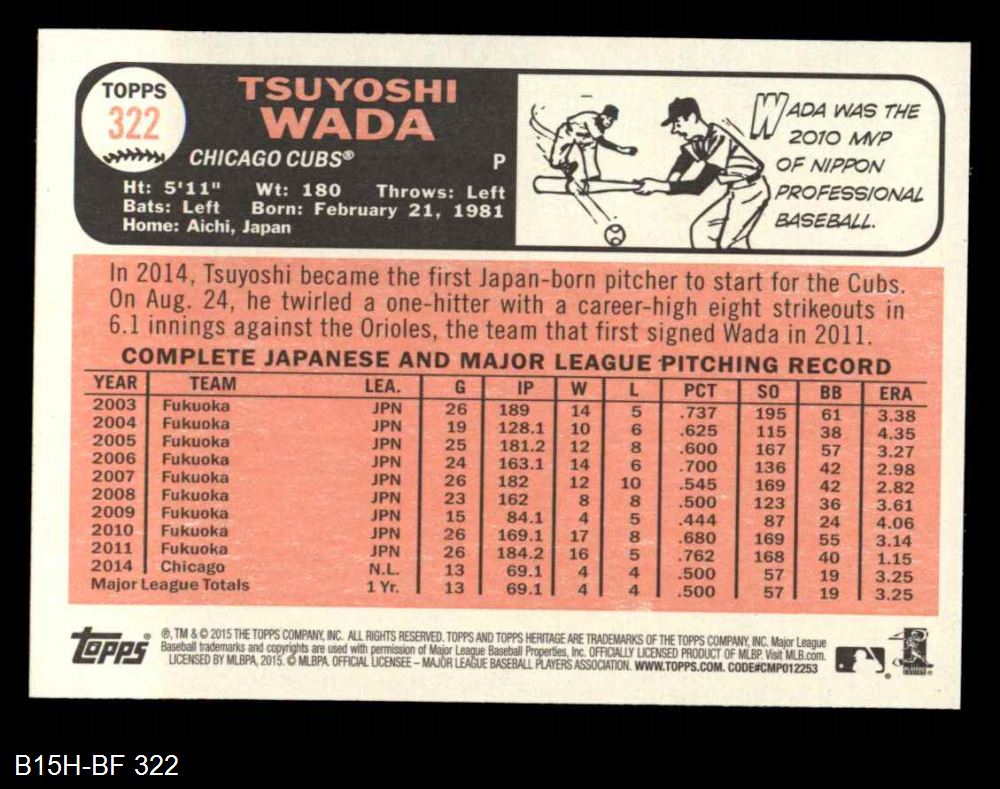 TOPPS
322
TSUYOSHI
WADA
CHICAGO CUBS® P
Ht: 5'11" Wt: 180 Throws: Left
Bats: Left Born: February 21, 1981
Home: Aichi, Japan
WADA WAS THE
2010 MVP
OF NIPPON
PROFESSIONAL
BASEBALL.
In 2014, Tsuyoshi became the first Japan-born pitcher to start for the Cubs.
On Aug. 24, he twirled a one-hitter with a career-high eight strikeouts in
6.1 innings against the Orioles, the team that first signed Wada in 2011.
COMPLETE JAPANESE AND MAJOR LEAGUE PITCHING RECORD
YEAR TEAM LEA. G IP W L PCT SO BB ERA
2003 Fukuoka JPN 26 189 14 5 .737 195 61 3.38
2004 Fukuoka JPN 19 128.1 10 6 .625 115 38 4.35
2005 Fukuoka JPN 25 181.2 12 8 .600 167 57 3.27
2006 Fukuoka JPN 24 163.1 14 6 .700 136 42 2.98
2007 Fukuoka JPN 26 182 12 10 .545 169 42 2.82
2008 Fukuoka JPN 23 162 8 8 .500 123 36 3.61
2009 Fukuoka JPN 15 84.1 4 5 .444 87 24 4.06
2010 Fukuoka JPN 26 169.1 17 8 .680 169 55 3.14
2011 Fukuoka JPN 26 184.2 16 5 .762 168 40 1.15
2014 Chicago N.L. 13 69.1 4 4 .500 57 19 3.25
Major League Totals 1 Yr. 13 69.1 4 4 .500 57 19 3.25
topps®
®, TM & © 2015 THE TOPPS COMPANY, INC. ALL RIGHTS RESERVED. TOPPS AND TOPPS HERITAGE ARE TRADEMARKS OF THE TOPPS COMPANY, INC. Major League
Baseball trademarks and copyrights are used with permission of Major League Baseball Properties, Inc. OFFICIALLY LICENSED PRODUCT OF MLBP. Visit MLB.com.
LICENSED BY MLBPA, 2015. © MLBPA. OFFICIAL LICENSEE – MAJOR LEAGUE BASEBALL PLAYERS ASSOCIATION. WWW.TOPPS.COM. CODE#CMP012253
B15H-BF 322